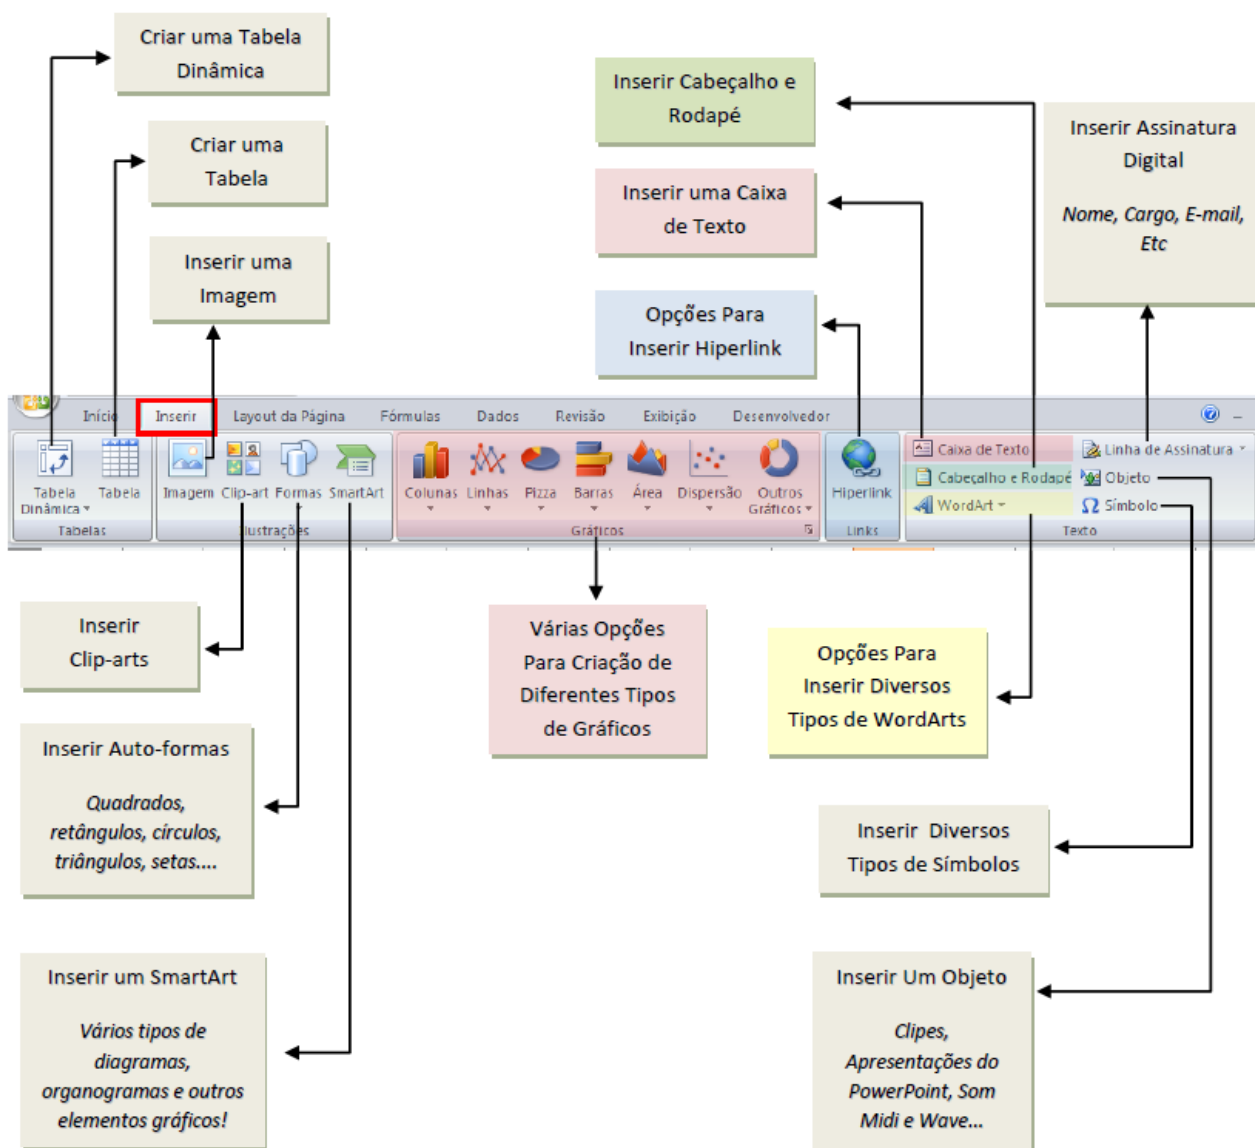 Criar uma Tabela
Dinâmica
Inserir Cabeçalho e
Rodapé
Inserir Assinatura
Digital
Nome, Cargo, E-mail,
Etc
Criar uma
Tabela
Inserir uma Caixa
de Texto
Inserir uma
Imagem
Opções Para
Inserir Hiperlink
Início
Inserir
Layout da Página
Fórmulas
Dados
Revisão
Exibição
Desenvolvedor
Tabela
Dinâmica
Tabela
Tabelas
Imagem
Clip-art
Formas
SmartArt
Ilustrações
Colunas
Linhas
Pizza
Barras
Área
Dispersão
Outros
Gráficos
Gráficos
Hiperlink
Links
Caixa de Texto
Cabeçalho e Rodapé
WordArt
Linha de Assinatura
Objeto
Símbolo
Texto
Inserir
Clip-arts
Várias Opções
Para Criação de
Diferentes Tipos
de Gráficos
Opções Para
Inserir Diversos
Tipos de WordArts
Inserir Auto-formas
Quadrados,
retângulos, círculos,
triângulos, setas....
Inserir Diversos
Tipos de Símbolos
Inserir um SmartArt
Vários tipos de
diagramas,
organogramas e outros
elementos gráficos!
Inserir Um Objeto
Clipes,
Apresentações do
PowerPoint, Som
Midi e Wave...